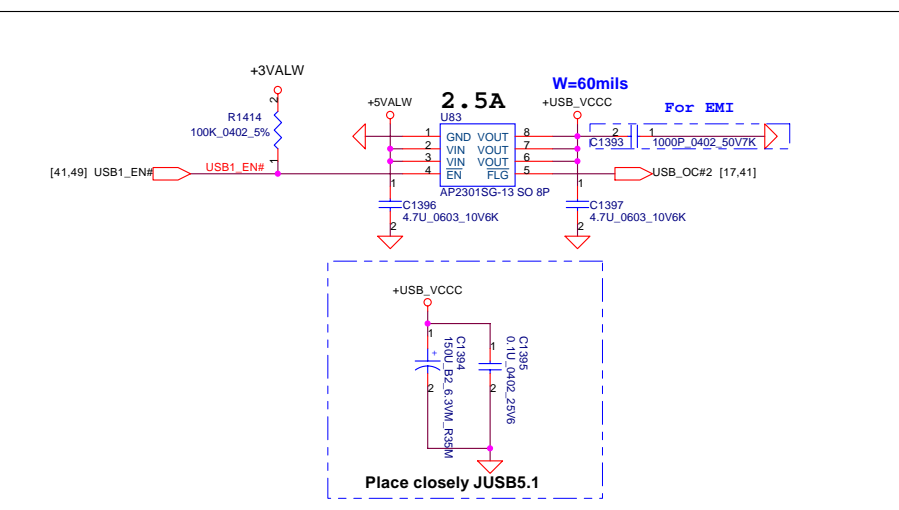 +3VALW
W=60mils
+5VALW
2.5A
+USB_VCCC
For EMI
2
R1414
100K_0402_5%
1
U83
1 GND VOUT 8
2 VIN VOUT 7
3 VIN VOUT 6
4 EN FLG 5
AP2301SG-13 SO 8P
C1393
2
1
1000P_0402_50V7K
[41,49] USB1_EN#
USB1_EN#
USB_OC#2 [17,41]
1
C1396
4.7U_0603_10V6K
2
1
C1397
4.7U_0603_10V6K
2
+USB_VCCC
1
+
2
C1394
150U_B2_6.3VM_R35M
1
2
C1395
0.1U_0402_25V6
Place closely JUSB5.1